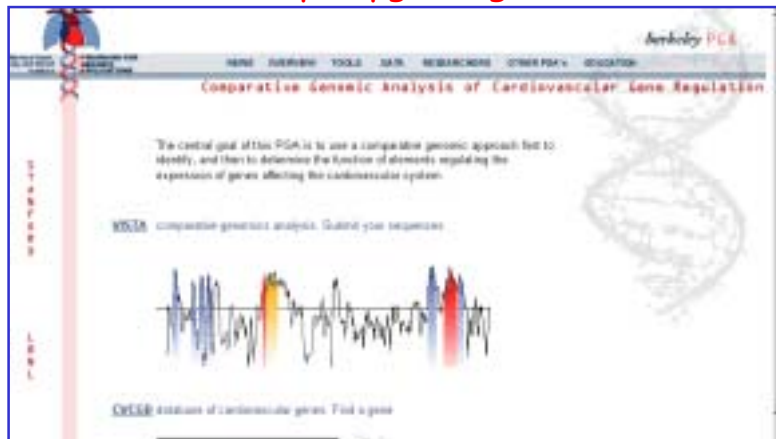 berkeley PGA
HOME OVERVIEW TOOLS DATA RESEARCHERS OTHER PGA's EDUCATION
Comparative Genomic Analysis of Cardiovascular Gene Regulation
The central goal of this PGA is to use a comparative genomic approach first to
identify, and then to determine the function of elements regulating the
expression of genes affecting the cardiovascular system.
STANFORD
VISTA comparative genomics analysis. Submit your sequences
LBNL
CVCGD database of cardiovascular genes. Find a gene